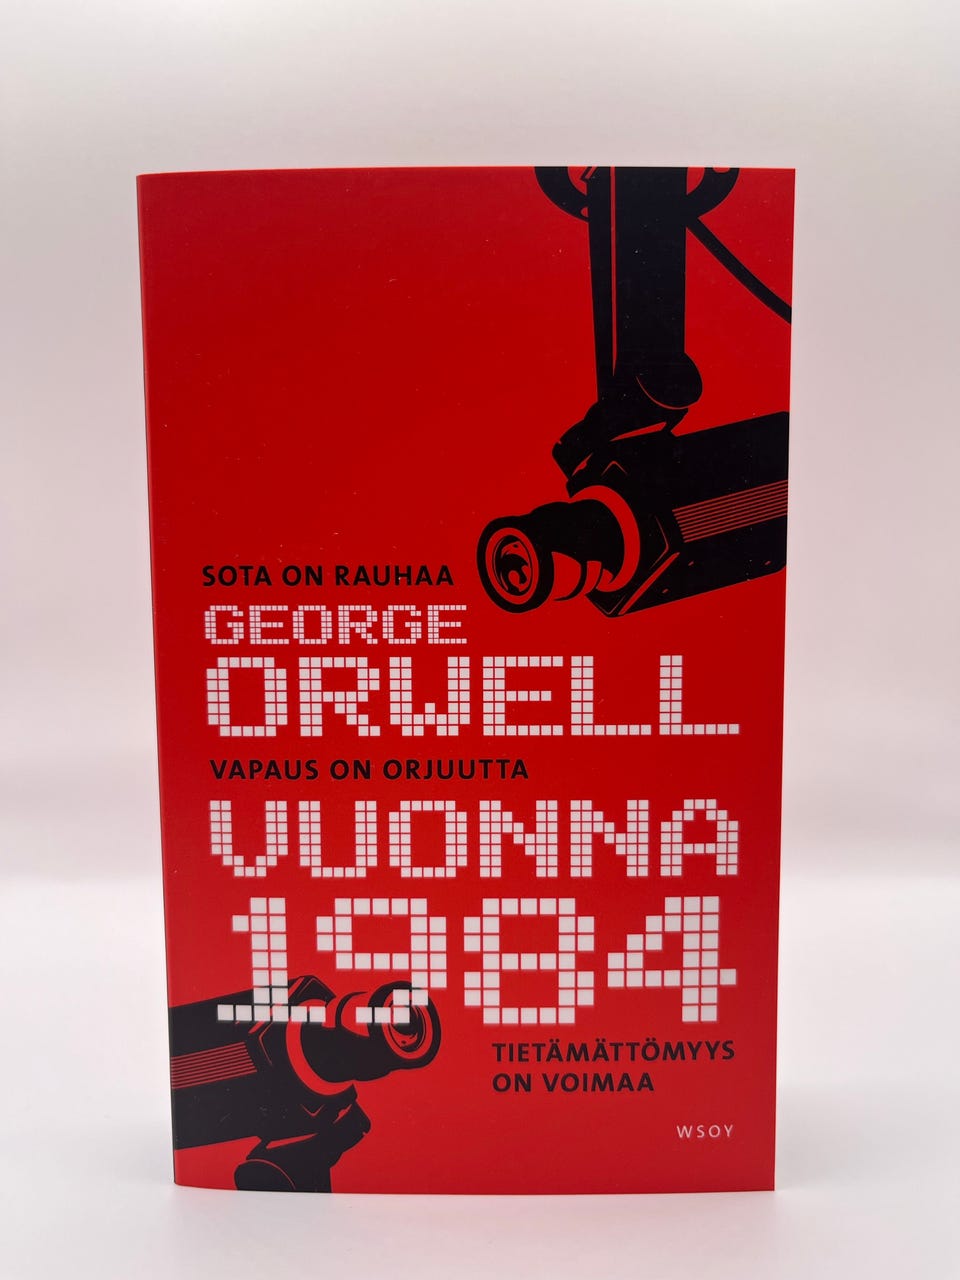 SOTA ON RAUHAA
GEORGE
ORWELL
VAPAUS ON ORJUUTTA
VUONNA
1984
TIETÄMÄTTÖMYYS
ON VOIMAA
WSOY